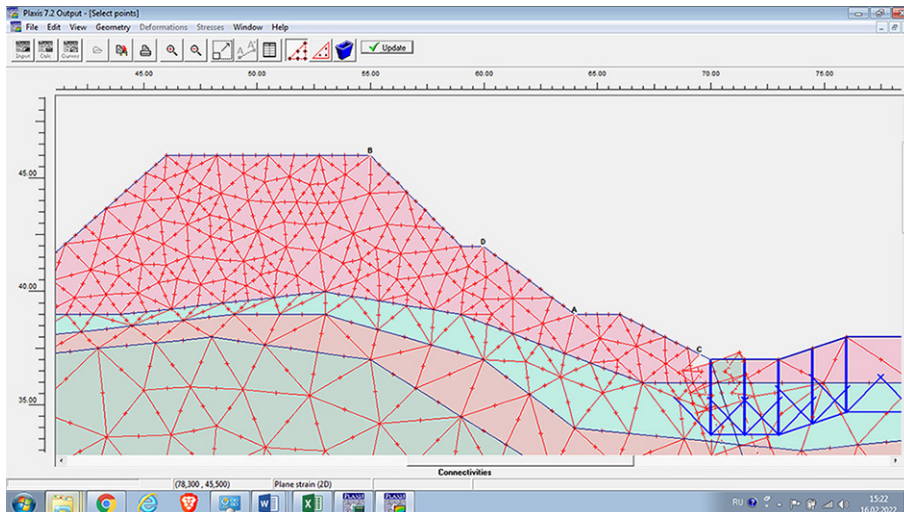 Plaxis 7.2 Output - [Select points]
File Edit View Geometry Deformations Stresses Window Help
Input Calc Curves Update
45.00 50.00 55.00 60.00 65.00 70.00 75.00
45.00
40.00
35.00
B
D
A
C
Connectivities
(78,300 , 45,500) Plane strain (2D)
RU 15:22
16.02.2022